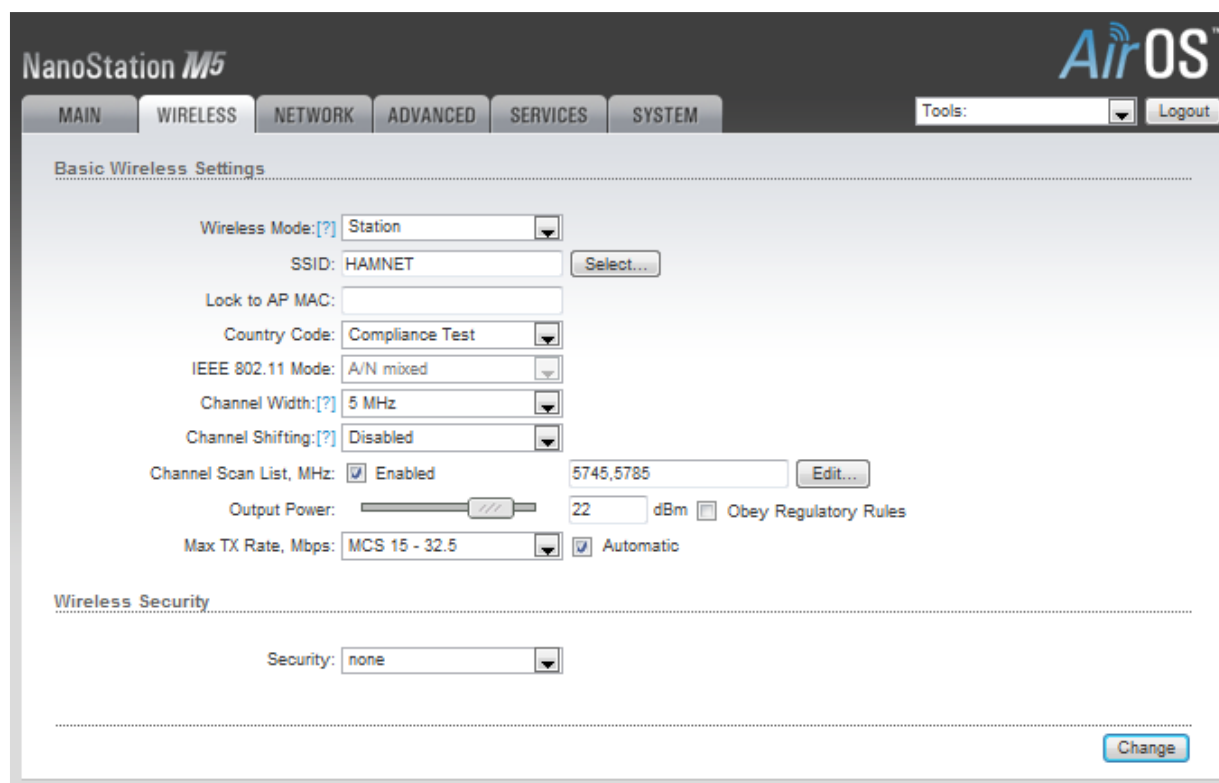 NanoStation M5
AirOS™
MAIN WIRELESS NETWORK ADVANCED SERVICES SYSTEM Tools: Logout
Basic Wireless Settings
Wireless Mode:[?] Station
SSID: HAMNET Select...
Lock to AP MAC:
Country Code: Compliance Test
IEEE 802.11 Mode: A/N mixed
Channel Width:[?] 5 MHz
Channel Shifting:[?] Disabled
Channel Scan List, MHz: Enabled 5745,5785 Edit...
Output Power: 22 dBm Obey Regulatory Rules
Max TX Rate, Mbps: MCS 15 - 32.5 Automatic
Wireless Security
Security: none
Change